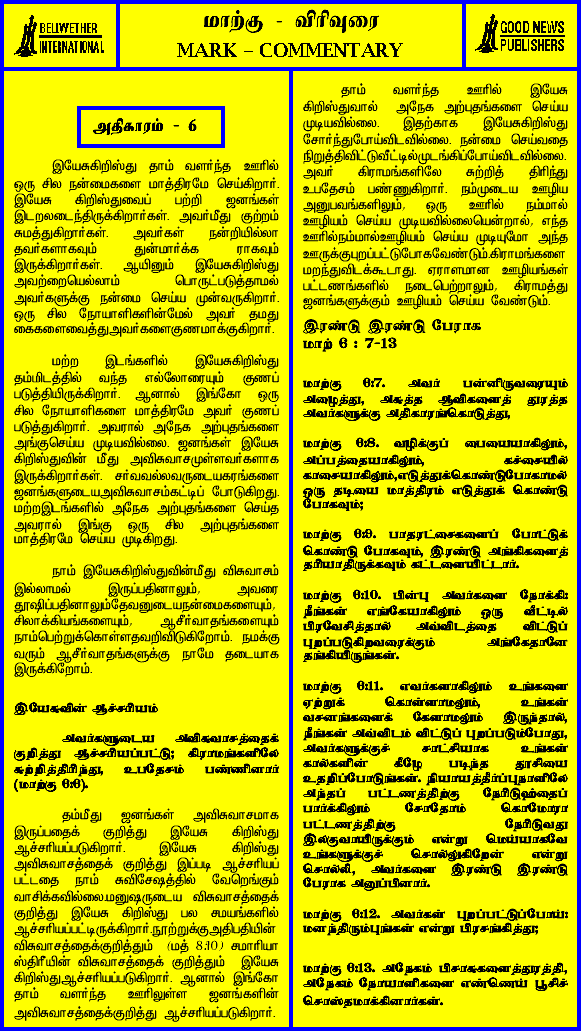 BELWETHER
INTERNATIONAL
மாற்கு - விரிவுரை
MARK – COMMENTARY
GOOD NEWS
PUBLISHERS
அதிகாரம் - 6
இயேசுகிறிஸ்து தாம் வளர்ந்த ஊரில்
ஒரு சில நன்மைகளை மாத்திரமே செய்கிறார்.
இயேசு கிறிஸ்துவைப் பற்றி ஜனங்கள்
இடறலடைந்திருக்கிறார்கள். அவர்மீது குற்றம்
சுமத்துகிறார்கள். அவர்கள் நன்றியில்லா
தவர்களாகவும் துன்மார்க்க ராகவும்
இருக்கிறார்கள். ஆயினும் இயேசுகிறிஸ்து
அவற்றையெல்லாம் பொருட்படுத்தாமல்
அவர்களுக்கு நன்மை செய்ய முன்வருகிறார்.
ஒரு சில நோயாளிகளின்மேல் அவர் தமது
கைகளைவைத்துஅவர்களைகுணமாக்குகிறார்.
மற்ற இடங்களில் இயேசுகிறிஸ்து
தம்மிடத்தில் வந்த எல்லோரையும் குணப்
படுத்தியிருக்கிறார். ஆனால் இங்கோ ஒரு
சில நோயாளிகளை மாத்திரமே அவர் குணப்
படுத்துகிறார். அவரால் அநேக அற்புதங்களை
அங்குசெய்ய முடியவில்லை. ஜனங்கள் இயேசு
கிறிஸ்துவின் மீது அவிசுவாசமுள்ளவர்களாக
இருக்கிறார்கள். சர்வவல்லவருடையகரங்களை
ஜனங்களுடையஅவிசுவாசம்கட்டிப் போடுகிறது.
மற்றஇடங்களில் அநேக அற்புதங்களை செய்த
அவரால் இங்கு ஒரு சில அற்புதங்களை
மாத்திரமே செய்ய முடிகிறது.
நாம் இயேசுகிறிஸ்துவின்மீது விசுவாசம்
இல்லாமல் இருப்பதினாலும், அவரை
தூஷிப்பதினாலும்தேவனுடையநன்மைகளையும்,
சிலாக்கியங்களையும், ஆசீர்வாதங்களையும்
நாம்பெற்றுக்கொள்ளதவறிவிடுகிறோம். நமக்கு
வரும் ஆசீர்வாதங்களுக்கு நாமே தடையாக
இருக்கிறோம்.
இயேசுவின் ஆச்சரியம்
அவர்களுடைய அவிசுவாசத்தைக்
குறித்து ஆச்சரியப்பட்டு; கிராமங்களிலே
சுற்றித்திரிந்து, உபதேசம் பண்ணினார்
(மாற்கு 6:6).
தம்மீது ஜனங்கள் அவிசுவாசமாக
இருப்பதைக் குறித்து இயேசு கிறிஸ்து
ஆச்சரியப்படுகிறார். இயேசு கிறிஸ்து
அவிசுவாசத்தைக் குறித்து இப்படி ஆச்சரியப்
பட்டதை நாம் சுவிசேஷத்தில் வேறெங்கும்
வாசிக்கவில்லை.மனுஷருடைய விசுவாசத்தைக்
குறித்து இயேசு கிறிஸ்து பல சமயங்களில்
ஆச்சரியப்பட்டிருக்கிறார்.நூற்றுக்குஅதிபதியின்
விசுவாசத்தைக்குறித்தும் (மத் 8:10) சமாரியா
ஸ்திரீயின் விசுவாசத்தைக் குறித்தும் இயேசு
கிறிஸ்துஆச்சரியப்படுகிறார். ஆனால் இங்கோ
தாம் வளர்ந்த ஊரிலுள்ள ஜனங்களின்
அவிசுவாசத்தைக்குறித்து ஆச்சரியப்படுகிறார்.
தாம் வளர்ந்த ஊரில் இயேசு
கிறிஸ்துவால் அநேக அற்புதங்களை செய்ய
முடியவில்லை. இதற்காக இயேசுகிறிஸ்து
சோர்ந்துபோய்விடவில்லை. நன்மை செய்வதை
நிறுத்திவிட்டுவீட்டில்முடங்கிப்போய்விடவில்லை.
அவர் கிராமங்களிலே சுற்றித் திரிந்து
உபதேசம் பண்ணுகிறார். நம்முடைய ஊழிய
அனுபவங்களிலும், ஒரு ஊரில் நம்மால்
ஊழியம் செய்ய முடியவில்லையென்றால், எந்த
ஊரில்நம்மால்ஊழியம் செய்ய முடியுமோ அந்த
ஊருக்குபுறப்பட்டுபோகவேண்டும்.கிராமங்களை
மறந்துவிடக்கூடாது. ஏராளமான ஊழியங்கள்
பட்டணங்களில் நடைபெற்றாலும், கிராமத்து
ஜனங்களுக்கும் ஊழியம் செய்ய வேண்டும்.
இரண்டு இரண்டு பேராக
மாற் 6 : 7-13
மாற்கு 6:7. அவர் பன்னிருவரையும்
அழைத்து, அசுத்த ஆவிகளைத் துரத்த
அவர்களுக்கு அதிகாரங்கொடுத்து,
மாற்கு 6:8. வழிக்குப் பையையாகிலும்,
அப்பத்தையாகிலும், கச்சையில்
காசையாகிலும்,எடுத்துக்கொண்டுபோகாமல்
ஒரு தடியை மாத்திரம் எடுத்துக் கொண்டு
போகவும்;
மாற்கு 6:9. பாதரட்சைகளைப் போட்டுக்
கொண்டு போகவும், இரண்டு அங்கிகளைத்
தரியாதிருக்கவும் கட்டளையிட்டார்.
மாற்கு 6:10. பின்பு அவர்களை நோக்கி:
நீங்கள் எங்கேயாகிலும் ஒரு வீட்டில்
பிரவேசித்தால் அவ்விடத்தை விட்டுப்
புறப்படுகிறவரைக்கும் அங்கேதானே
தங்கியிருங்கள்.
மாற்கு 6:11. எவர்களாகிலும் உங்களை
ஏற்றுக் கொள்ளாமலும், உங்கள்
வசனங்களைக் கேளாமலும் இருந்தால்,
நீங்கள் அவ்விடம் விட்டுப் புறப்படும்போது,
அவர்களுக்குச் சாட்சியாக உங்கள்
கால்களின் கீழே படிந்த தூசியை
உதறிப்போடுங்கள். நியாயத்தீர்ப்புநாளிலே
அந்தப் பட்டணத்திற்கு நேரிடுவதைப்
பார்க்கிலும் சோதோம் கொமோரா
பட்டணத்திற்கு நேரிடுவது
இலகுவாயிருக்கும் என்று மெய்யாகவே
உங்களுக்குச் சொல்லுகிறேன் என்று
சொல்லி, அவர்களை இரண்டு இரண்டு
பேராக அனுப்பினார்.
மாற்கு 6:12. அவர்கள் புறப்பட்டுப்போய்:
மனந்திரும்புங்கள் என்று பிரசங்கித்து;
மாற்கு 6:13. அநேகம் பிசாசுகளைத்துரத்தி,
அநேகம் நோயாளிகளை எண்ணெய் பூசிச்
சொஸ்தமாக்கினார்கள்.